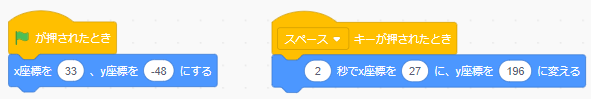 が押されたとき
x座標を 33 、y座標を -48 にする
スペース キーが押されたとき
2 秒でx座標を 27 に、y座標を 196 に変える